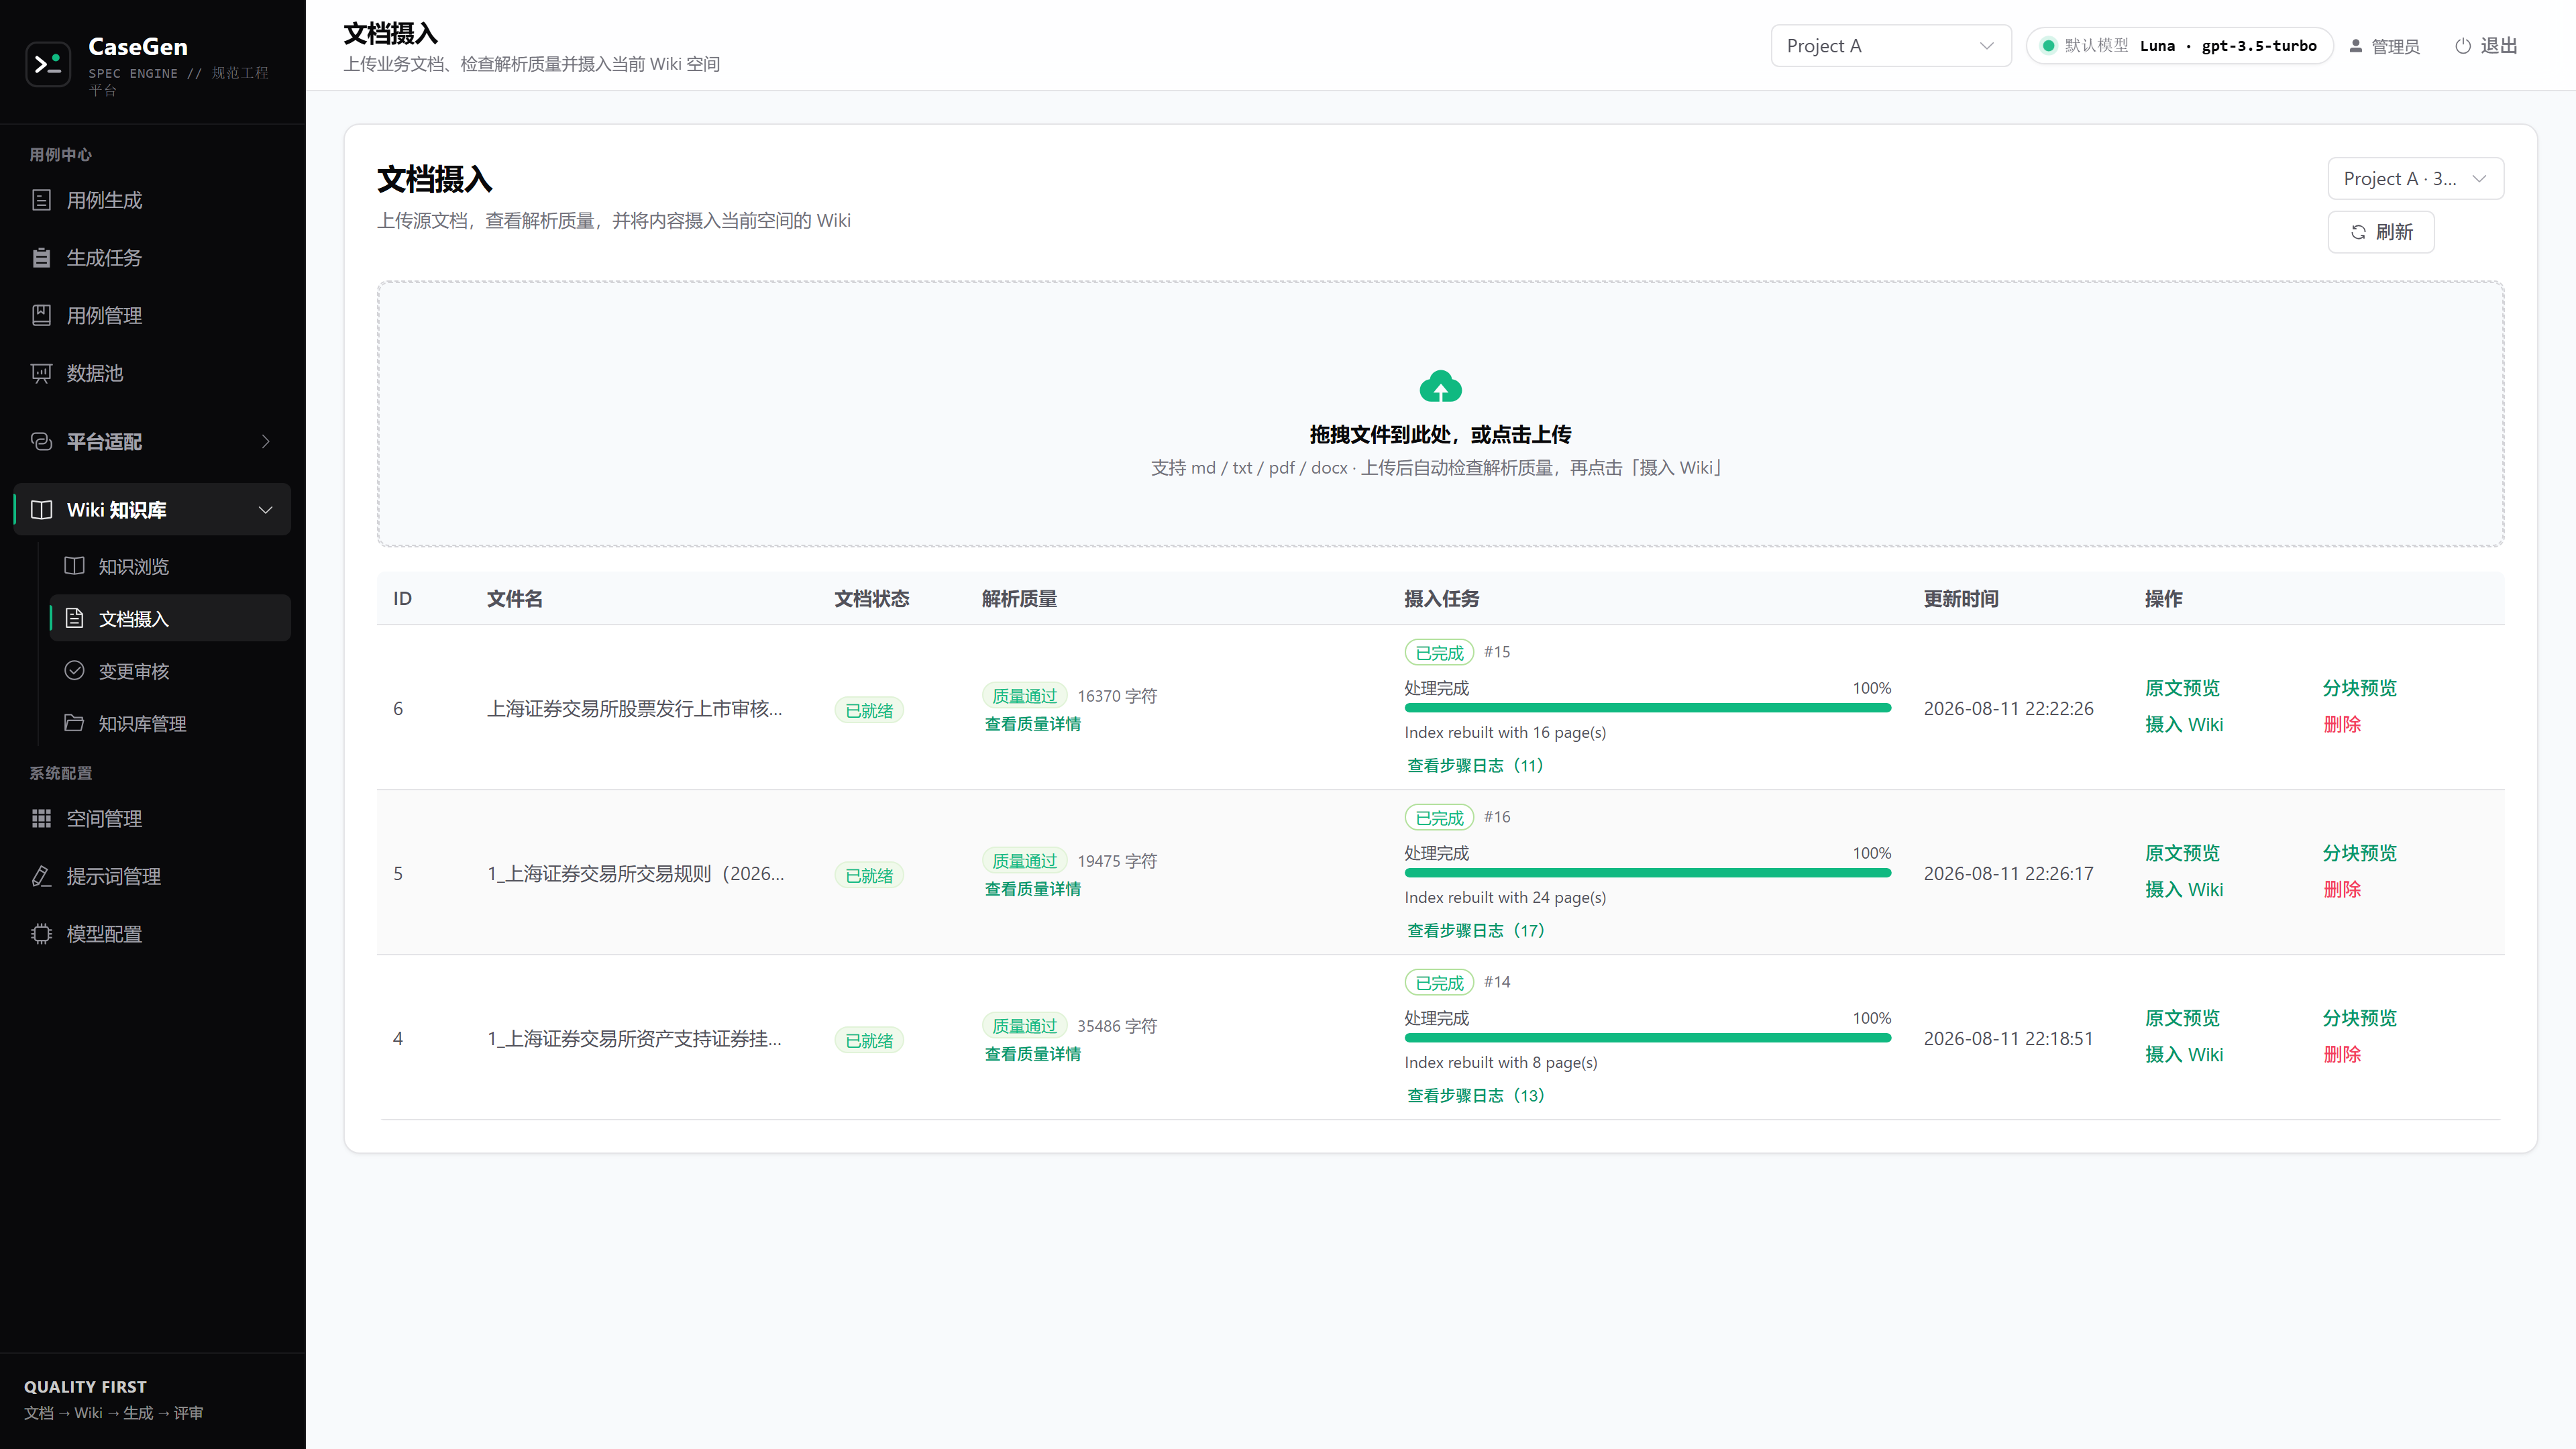 CaseGen
SPEC ENGINE // 规范工程
平台
用例中心
用例生成
生成任务
用例管理
数据池
平台适配
Wiki 知识库
知识浏览
文档摄入
变更审核
知识库管理
系统配置
空间管理
提示词管理
模型配置
QUALITY FIRST
文档 → Wiki → 生成 → 评审
文档摄入
上传业务文档、检查解析质量并摄入当前 Wiki 空间
Project A
默认模型 Luna · gpt-3.5-turbo
管理员
退出
文档摄入
上传源文档，查看解析质量，并将内容摄入当前空间的 Wiki
Project A · 3...
刷新
拖拽文件到此处，或点击上传
支持 md / txt / pdf / docx · 上传后自动检查解析质量，再点击「摄入 Wiki」
ID 文件名 文档状态 解析质量 摄入任务 更新时间 操作
6
上海证券交易所股票发行上市审核...
已就绪
质量通过 16370 字符
查看质量详情
已完成 #15
处理完成 100%
Index rebuilt with 16 page(s)
查看步骤日志（11）
2026-08-11 22:22:26
原文预览 分块预览
摄入 Wiki 删除
5
1_上海证券交易所交易规则（2026...
已就绪
质量通过 19475 字符
查看质量详情
已完成 #16
处理完成 100%
Index rebuilt with 24 page(s)
查看步骤日志（17）
2026-08-11 22:26:17
原文预览 分块预览
摄入 Wiki 删除
4
1_上海证券交易所资产支持证券挂...
已就绪
质量通过 35486 字符
查看质量详情
已完成 #14
处理完成 100%
Index rebuilt with 8 page(s)
查看步骤日志（13）
2026-08-11 22:18:51
原文预览 分块预览
摄入 Wiki 删除